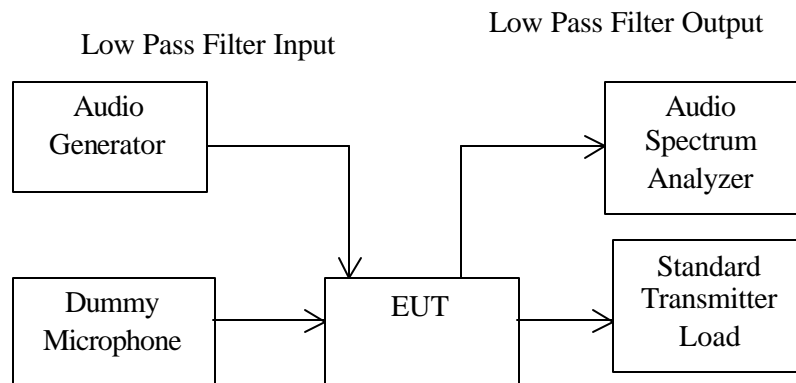 Low Pass Filter Input
Low Pass Filter Output
Audio
Generator
Audio
Spectrum
Analyzer
Dummy
Microphone
EUT
Standard
Transmitter
Load